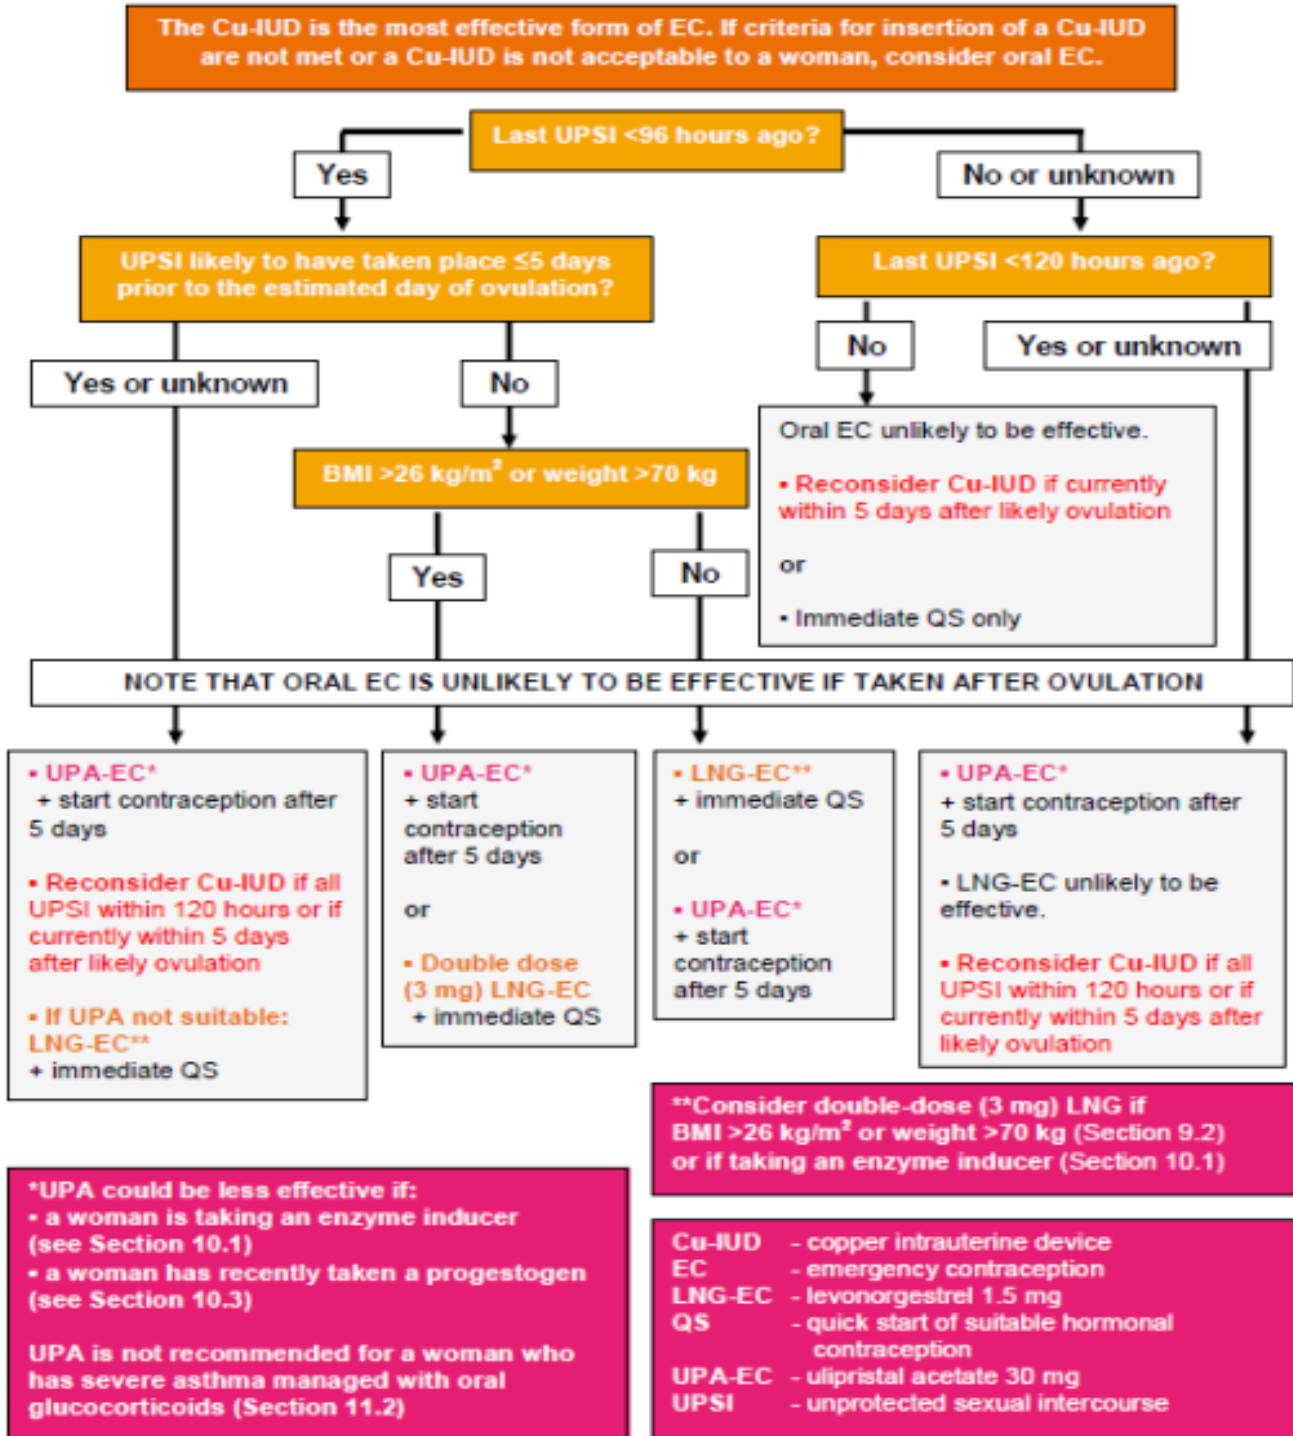 The Cu-IUD is the most effective form of EC. If criteria for insertion of a Cu-IUD
are not met or a Cu-IUD is not acceptable to a woman, consider oral EC.
Last UPSI <96 hours ago?
Yes
No or unknown
UPSI likely to have taken place ≤5 days
prior to the estimated day of ovulation?
Last UPSI <120 hours ago?
Yes or unknown
No
No
Yes or unknown
BMI >26 kg/m² or weight >70 kg
Yes
No
Oral EC unlikely to be effective.
▪ Reconsider Cu-IUD if currently
within 5 days after likely ovulation
or
▪ Immediate QS only
NOTE THAT ORAL EC IS UNLIKELY TO BE EFFECTIVE IF TAKEN AFTER OVULATION
▪ UPA-EC*
+ start contraception after
5 days
▪ Reconsider Cu-IUD if all
UPSI within 120 hours or if
currently within 5 days
after likely ovulation
▪ If UPA not suitable:
LNG-EC**
+ immediate QS
▪ UPA-EC*
+ start
contraception
after 5 days
or
▪ Double dose
(3 mg) LNG-EC
+ immediate QS
▪ LNG-EC**
+ immediate QS
or
▪ UPA-EC*
+ start
contraception
after 5 days
▪ UPA-EC*
+ start contraception after
5 days
▪ LNG-EC unlikely to be
effective.
▪ Reconsider Cu-IUD if all
UPSI within 120 hours or if
currently within 5 days after
likely ovulation
**Consider double-dose (3 mg) LNG if
BMI >26 kg/m² or weight >70 kg (Section 9.2)
or if taking an enzyme inducer (Section 10.1)
*UPA could be less effective if:
▪ a woman is taking an enzyme inducer
(see Section 10.1)
▪ a woman has recently taken a progestogen
(see Section 10.3)
UPA is not recommended for a woman who
has severe asthma managed with oral
glucocorticoids (Section 11.2)
Cu-IUD - copper intrauterine device
EC - emergency contraception
LNG-EC - levonorgestrel 1.5 mg
QS - quick start of suitable hormonal
contraception
UPA-EC - ulipristal acetate 30 mg
UPSI - unprotected sexual intercourse